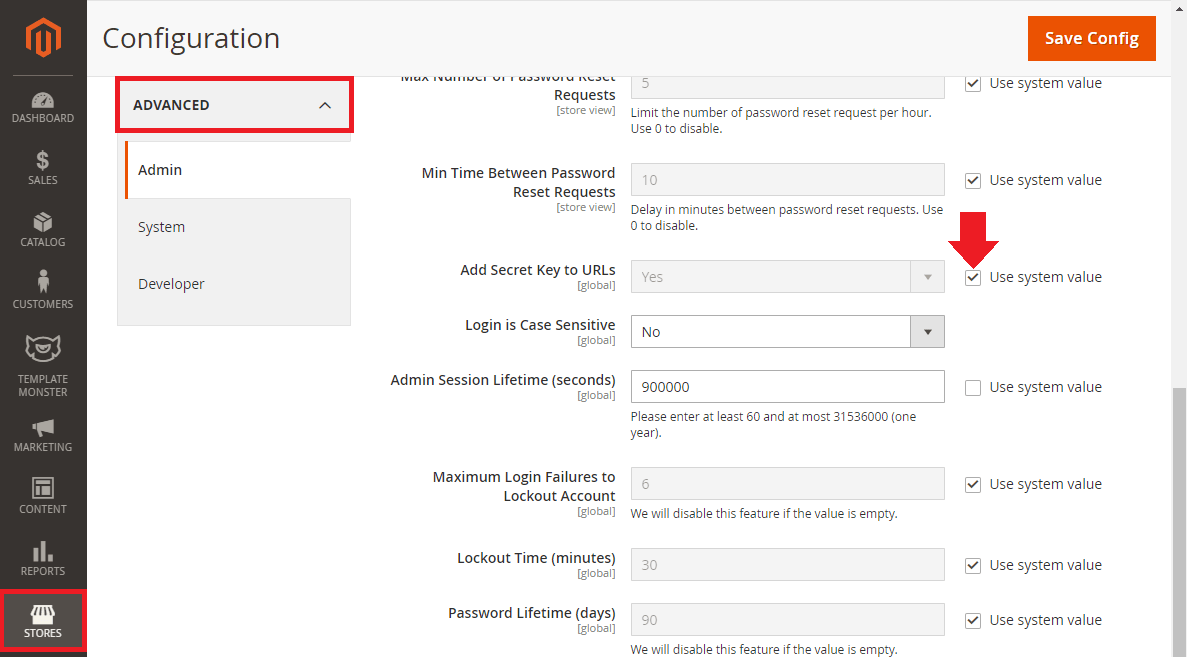 Configuration
Save Config
DASHBOARD
SALES
CATALOG
CUSTOMERS
TEMPLATE
MONSTER
MARKETING
CONTENT
REPORTS
STORES
ADVANCED
Admin
System
Developer
Max Number of Password Reset
Requests
[store view]
5
Use system value
Limit the number of password reset request per hour.
Use 0 to disable.
Min Time Between Password
Reset Requests
[store view]
10
Use system value
Delay in minutes between password reset requests. Use
0 to disable.
Add Secret Key to URLs
[global]
Yes
Use system value
Login is Case Sensitive
[global]
No
Admin Session Lifetime (seconds)
[global]
900000
Use system value
Please enter at least 60 and at most 31536000 (one
year).
Maximum Login Failures to
Lockout Account
[global]
6
Use system value
We will disable this feature if the value is empty.
Lockout Time (minutes)
[global]
30
Use system value
Password Lifetime (days)
[global]
90
Use system value
We will disable this feature if the value is empty.